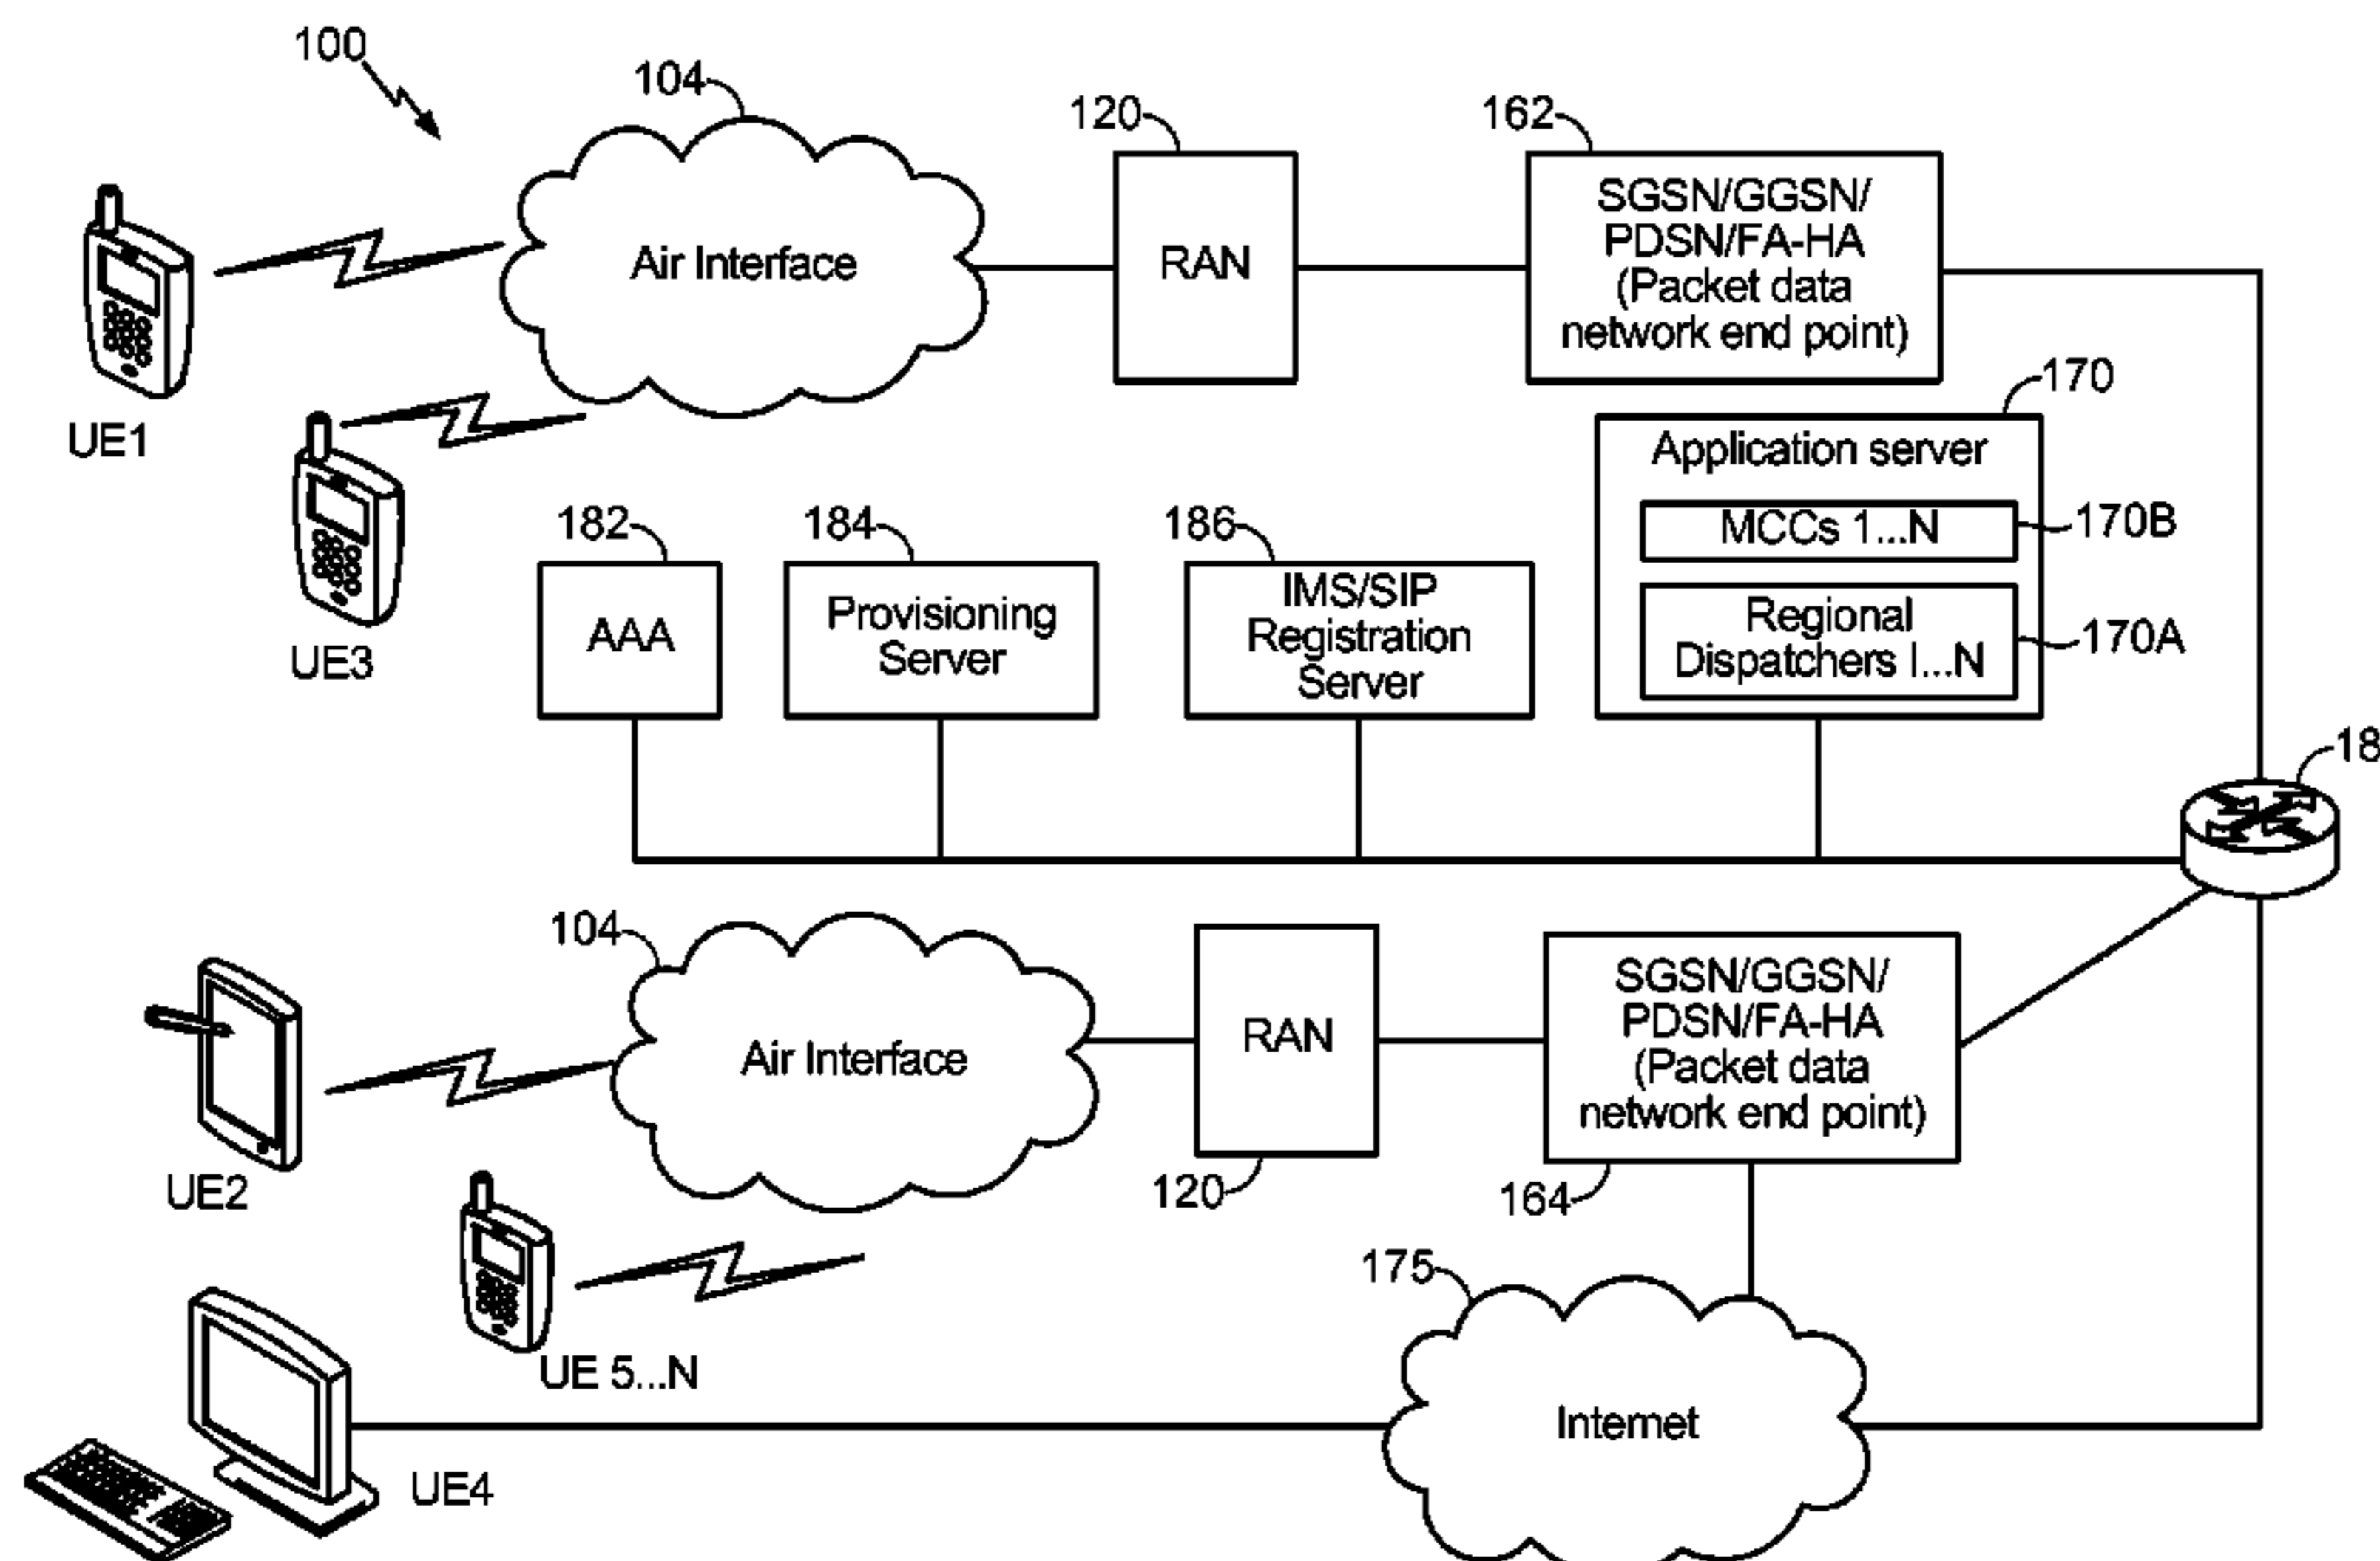 100
104
120
162
Air Interface
RAN
SGSN/GGSN/
PDSN/FA-HA
(Packet data
network end point)
UE1
UE3
170
Application server
MCCs 1...N
170B
Regional
Dispatchers I...N
170A
182
AAA
184
Provisioning
Server
186
IMS/SIP
Registration
Server
18
104
Air Interface
RAN
120
SGSN/GGSN/
PDSN/FA-HA
(Packet data
network end point)
164
UE2
UE 5...N
175
Internet
UE4